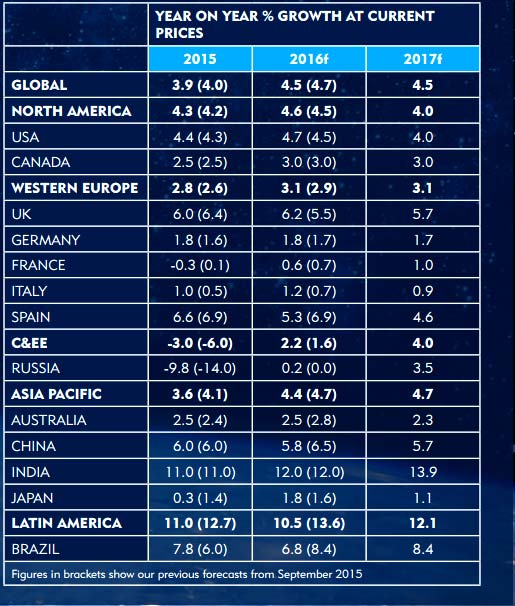 YEAR ON YEAR % GROWTH AT CURRENT
PRICES
2015 2016f 2017f
GLOBAL 3.9 (4.0) 4.5 (4.7) 4.5
NORTH AMERICA 4.3 (4.2) 4.6 (4.5) 4.0
USA 4.4 (4.3) 4.7 (4.5) 4.0
CANADA 2.5 (2.5) 3.0 (3.0) 3.0
WESTERN EUROPE 2.8 (2.6) 3.1 (2.9) 3.1
UK 6.0 (6.4) 6.2 (5.5) 5.7
GERMANY 1.8 (1.6) 1.8 (1.7) 1.7
FRANCE -0.3 (0.1) 0.6 (0.7) 1.0
ITALY 1.0 (0.5) 1.2 (0.7) 0.9
SPAIN 6.6 (6.9) 5.3 (6.9) 4.6
C&EE -3.0 (-6.0) 2.2 (1.6) 4.0
RUSSIA -9.8 (-14.0) 0.2 (0.0) 3.5
ASIA PACIFIC 3.6 (4.1) 4.4 (4.7) 4.7
AUSTRALIA 2.5 (2.4) 2.5 (2.8) 2.3
CHINA 6.0 (6.0) 5.8 (6.5) 5.7
INDIA 11.0 (11.0) 12.0 (12.0) 13.9
JAPAN 0.3 (1.4) 1.8 (1.6) 1.1
LATIN AMERICA 11.0 (12.7) 10.5 (13.6) 12.1
BRAZIL 7.8 (6.0) 6.8 (8.4) 8.4
Figures in brackets show our previous forecasts from September 2015